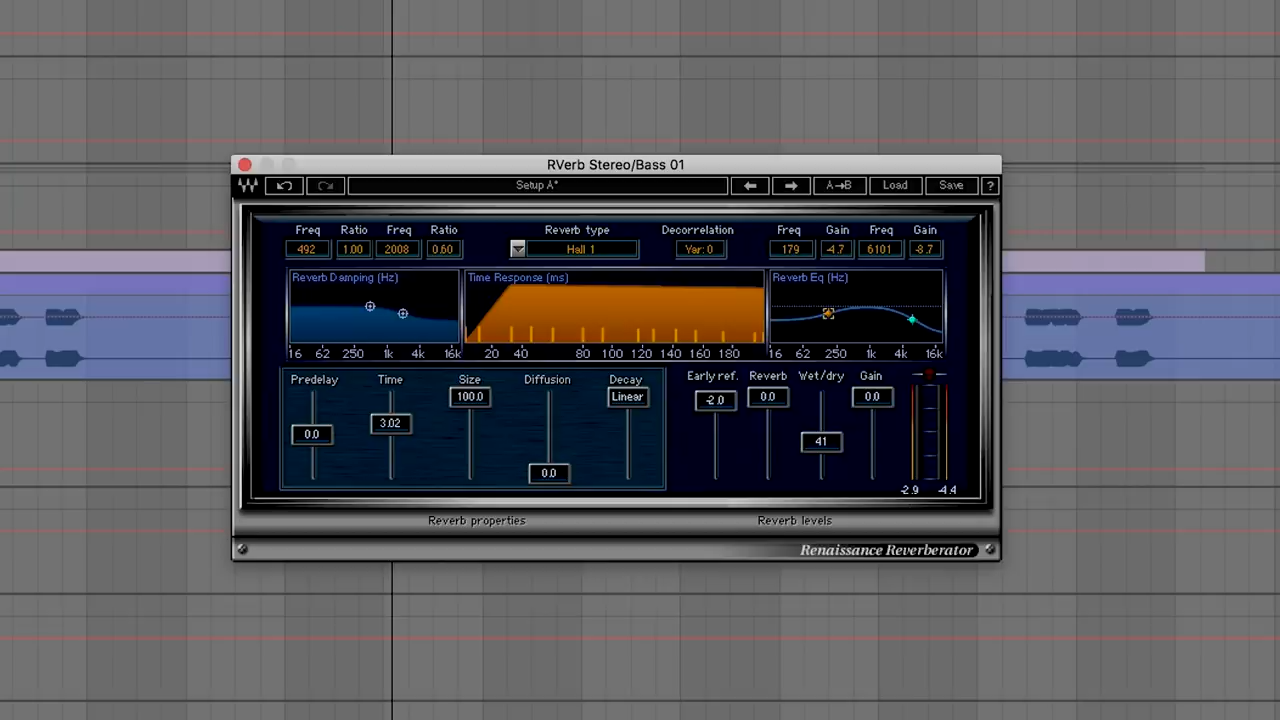 RVerb Stereo/Bass 01
Setup A* A→B Load Save ?
Freq Ratio Freq Ratio Reverb type Decorrelation Freq Gain Freq Gain
492 1.00 2008 0.60 Hall 1 Var: 0 179 -4.7 6101 -8.7
Reverb Damping (Hz) Time Response (ms) Reverb Eq (Hz)
16 62 250 1k 4k 16k 20 40 80 100 120 140 160 180 16 62 250 1k 4k 16k
Predelay Time Size Diffusion Decay Early ref. Reverb Wet/dry Gain
0.0 3.02 100.0 0.0 Linear -2.0 0.0 41 0.0
-2.9 -4.4
Reverb properties Reverb levels
Renaissance Reverberator